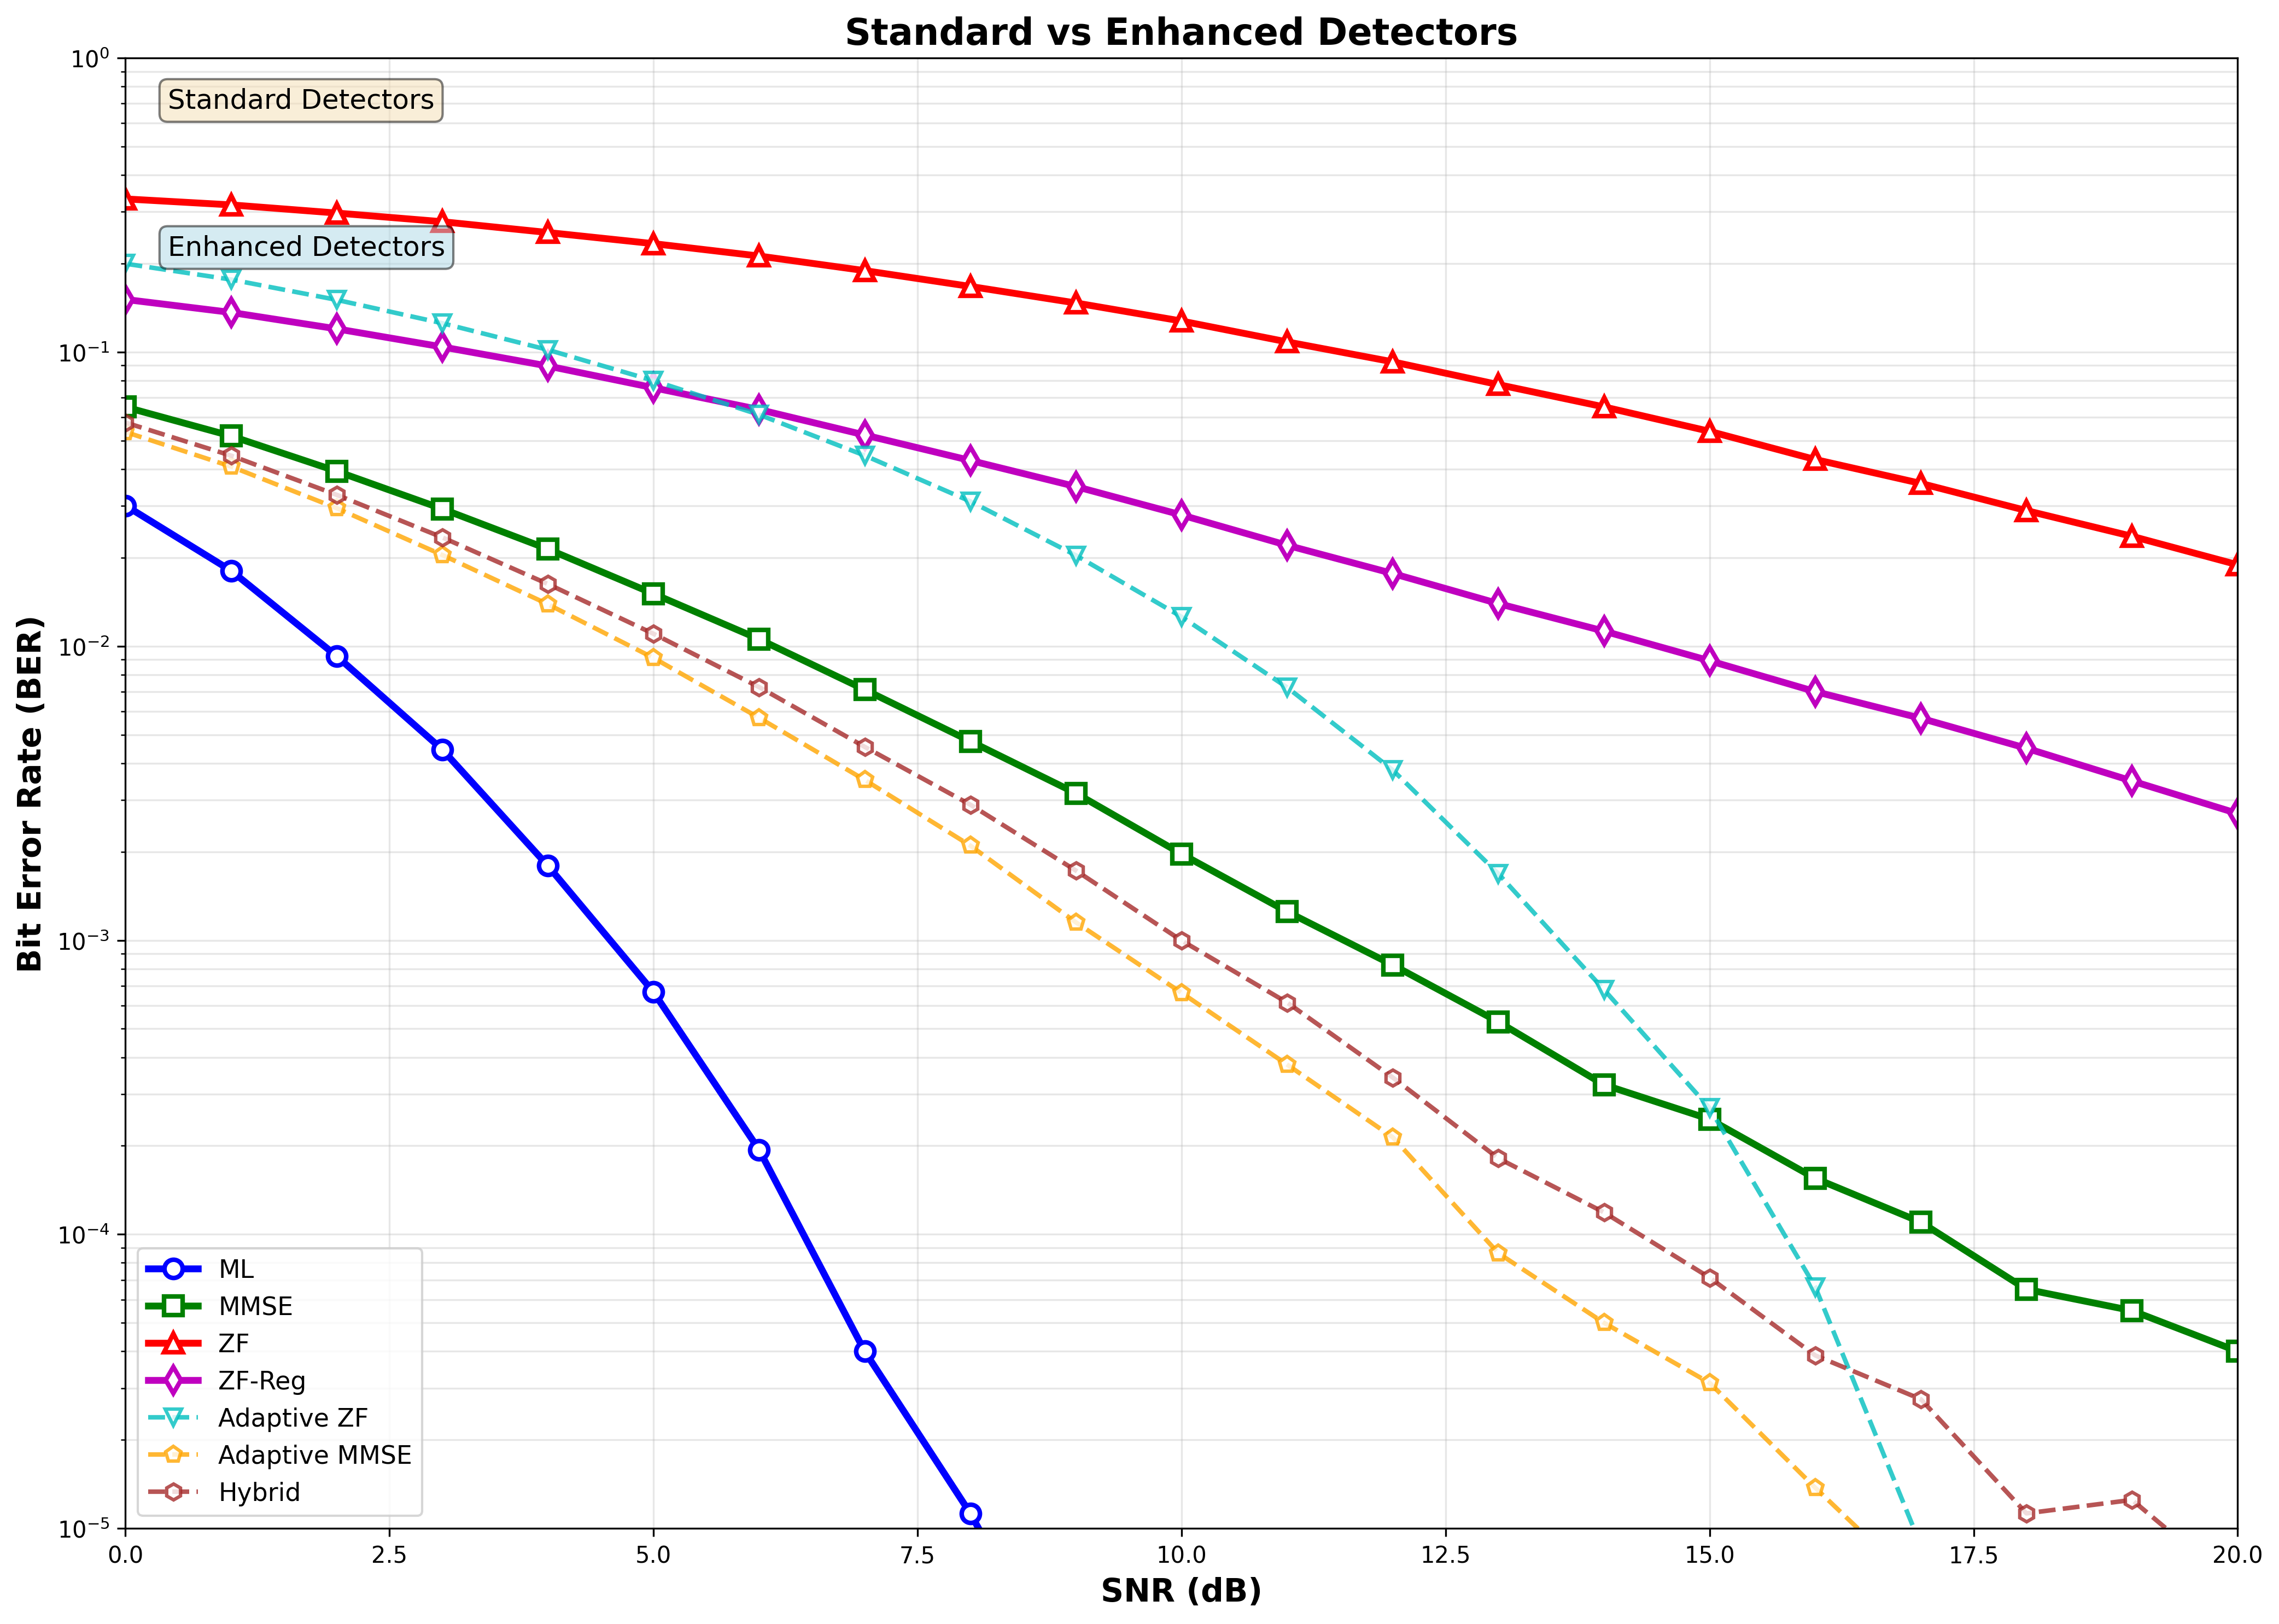 Standard vs Enhanced Detectors
Standard Detectors
Enhanced Detectors
Bit Error Rate (BER)
10⁰
10⁻¹
10⁻²
10⁻³
10⁻⁴
10⁻⁵
ML
MMSE
ZF
ZF-Reg
Adaptive ZF
Adaptive MMSE
Hybrid
0.0 2.5 5.0 7.5 10.0 12.5 15.0 17.5 20.0
SNR (dB)